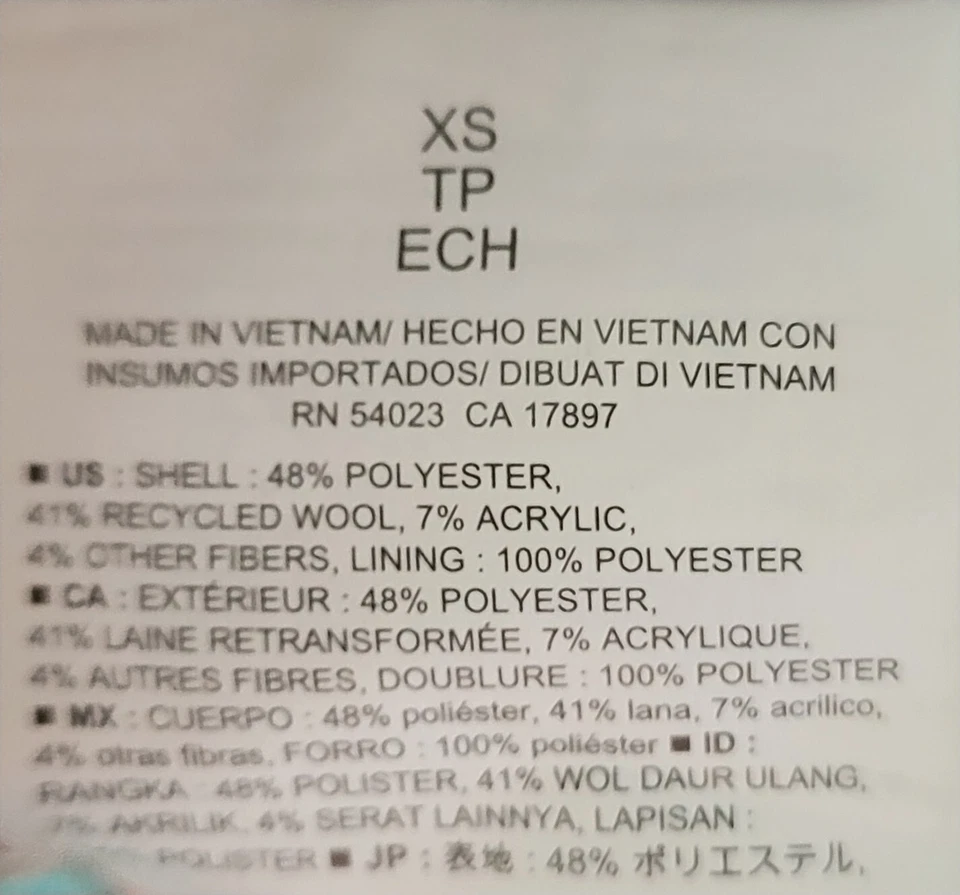 XS
TP
ECH
MADE IN VIETNAM/ HECHO EN VIETNAM CON
INSUMOS IMPORTADOS/ DIBUAT DI VIETNAM
RN 54023 CA 17897
■ US : SHELL : 48% POLYESTER,
41% RECYCLED WOOL, 7% ACRYLIC,
4% OTHER FIBERS, LINING : 100% POLYESTER
■ CA : EXTÉRIEUR : 48% POLYESTER,
41% LAINE RETRANSFORMÉE, 7% ACRYLIQUE,
4% AUTRES FIBRES, DOUBLURE : 100% POLYESTER
■ MX : CUERPO : 48% poliéster, 41% lana, 7% acrilico,
4% otras fibras, FORRO : 100% poliéster ■ ID :
RANGKA : 48% POLISTER, 41% WOL DAUR ULANG,
7% AKRILIK, 4% SERAT LAINNYA, LAPISAN :
POLISTER ■ JP : 表地 : 48% ポリエステル,